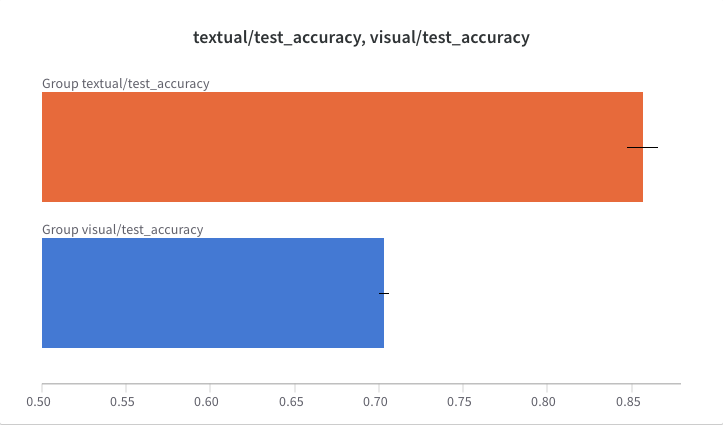 textual/test_accuracy, visual/test_accuracy
Group textual/test_accuracy
Group visual/test_accuracy
0.50 0.55 0.60 0.65 0.70 0.75 0.80 0.85